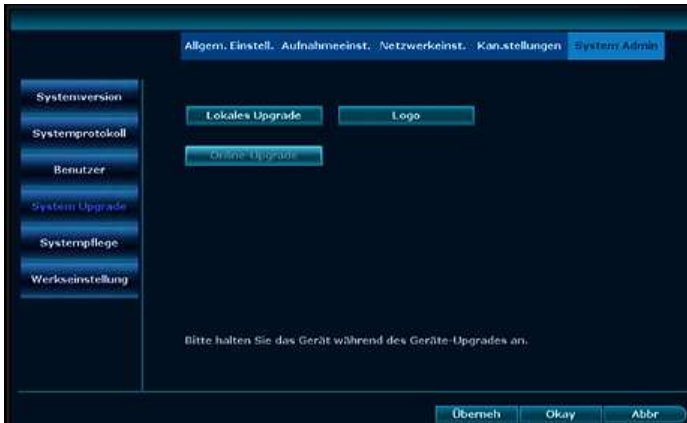 Allgem. Einstell. Aufnahmeeinst. Netzwerkeinst. Kan.stellungen System Admin
Systemversion
Systemprotokoll
Benutzer
System Upgrade
Systempflege
Werkseinstellung
Lokales Upgrade Logo
Online-Upgrade
Bitte halten Sie das Gerät während des Geräte-Upgrades an.
Überneh Okay Abbr